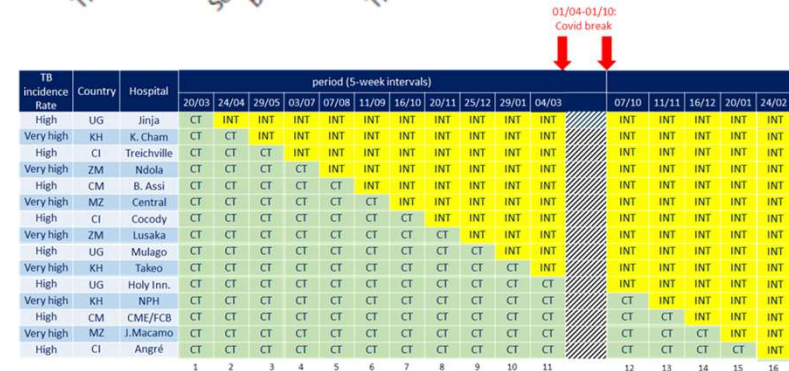 01/04-01/10:
Covid break
TB incidence Rate Country Hospital period (5-week intervals)
20/03 24/04 29/05 03/07 07/08 11/09 16/10 20/11 25/12 29/01 04/03 07/10 11/11 16/12 20/01 24/02
High UG Jinja CT INT INT INT INT INT INT INT INT INT INT INT INT INT INT INT
Very high KH K. Cham CT CT INT INT INT INT INT INT INT INT INT INT INT INT INT INT
High CI Treichville CT CT CT INT INT INT INT INT INT INT INT INT INT INT INT INT
Very high ZM Ndola CT CT CT CT INT INT INT INT INT INT INT INT INT INT INT INT
High CM B. Assi CT CT CT CT CT INT INT INT INT INT INT INT INT INT INT INT
Very high MZ Central CT CT CT CT CT CT INT INT INT INT INT INT INT INT INT INT
High CI Cocody CT CT CT CT CT CT CT INT INT INT INT INT INT INT INT INT
Very high ZM Lusaka CT CT CT CT CT CT CT CT INT INT INT INT INT INT INT INT
High UG Mulago CT CT CT CT CT CT CT CT CT INT INT INT INT INT INT INT
Very high KH Takeo CT CT CT CT CT CT CT CT CT CT INT INT INT INT INT INT
High UG Holy Inn. CT CT CT CT CT CT CT CT CT CT CT INT INT INT INT INT
Very high KH NPH CT CT CT CT CT CT CT CT CT CT CT CT INT INT INT INT
High CM CME/FCB CT CT CT CT CT CT CT CT CT CT CT CT CT INT INT INT
Very high MZ J.Macamo CT CT CT CT CT CT CT CT CT CT CT CT CT CT INT INT
High CI Angré CT CT CT CT CT CT CT CT CT CT CT CT CT CT CT INT
1 2 3 4 5 6 7 8 9 10 11 12 13 14 15 16